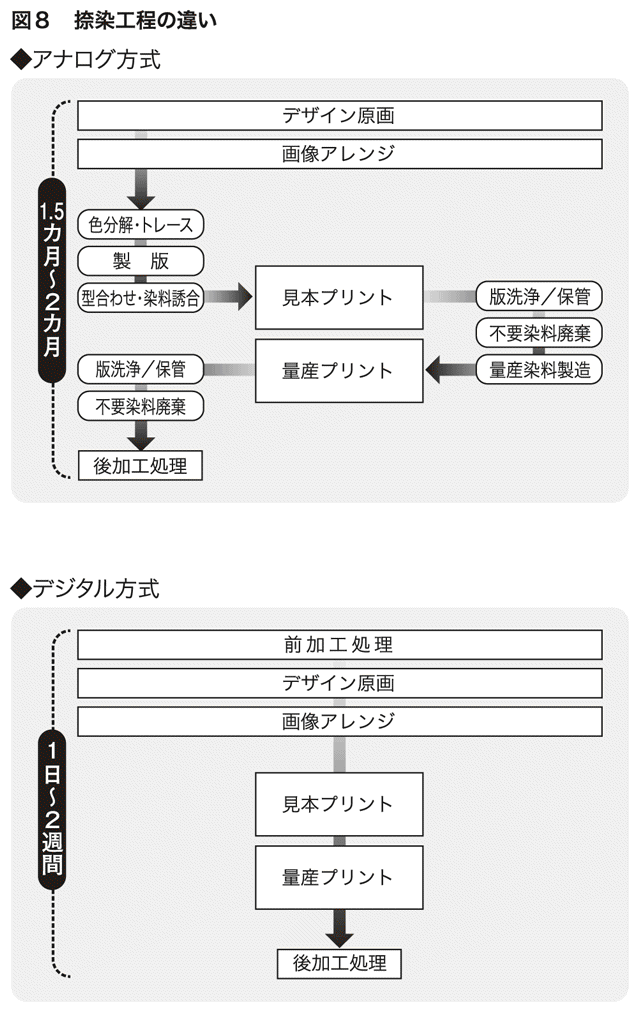 図8　捺染工程の違い
◆アナログ方式
デザイン原画
画像アレンジ
1.5カ月〜2カ月
色分解・トレース
製　版
型合わせ・染料誘合
見本プリント
版洗浄／保管
不要染料廃棄
量産染料製造
量産プリント
版洗浄／保管
不要染料廃棄
後加工処理
◆デジタル方式
前加工処理
デザイン原画
画像アレンジ
1日〜2週間
見本プリント
量産プリント
後加工処理